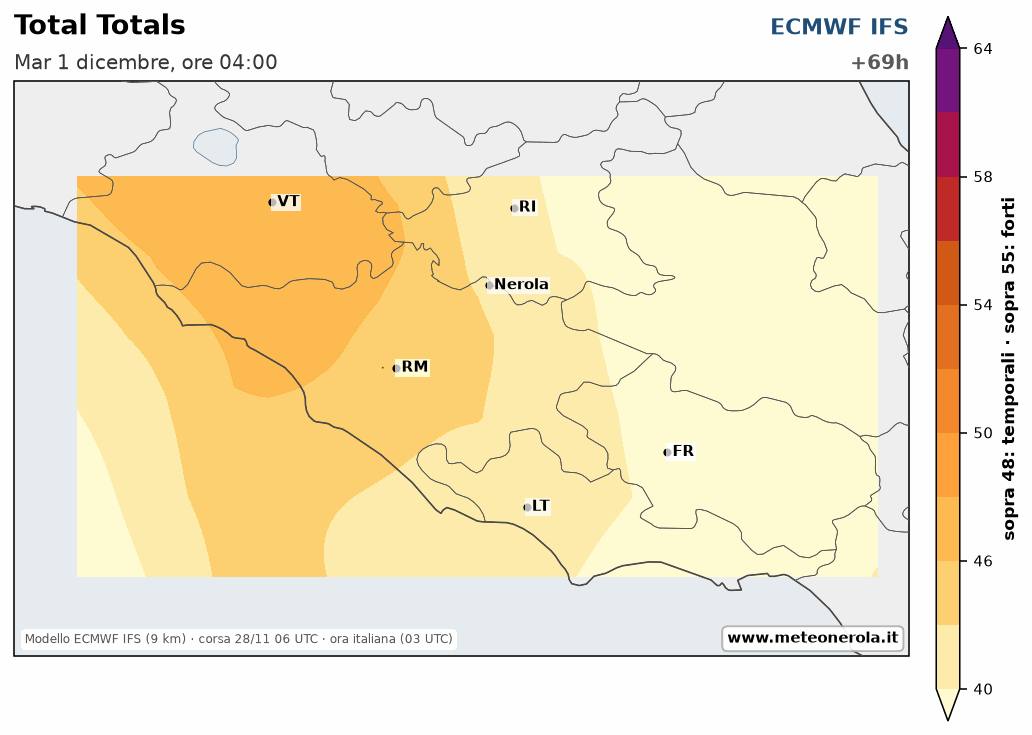 Total Totals
ECMWF IFS
Mar 1 dicembre, ore 04:00
+69h
VT
RI
Nerola
RM
FR
LT
64
58
54
50
46
40
sopra 48: temporali · sopra 55: forti
Modello ECMWF IFS (9 km) · corsa 28/11 06 UTC · ora italiana (03 UTC)
www.meteonerola.it